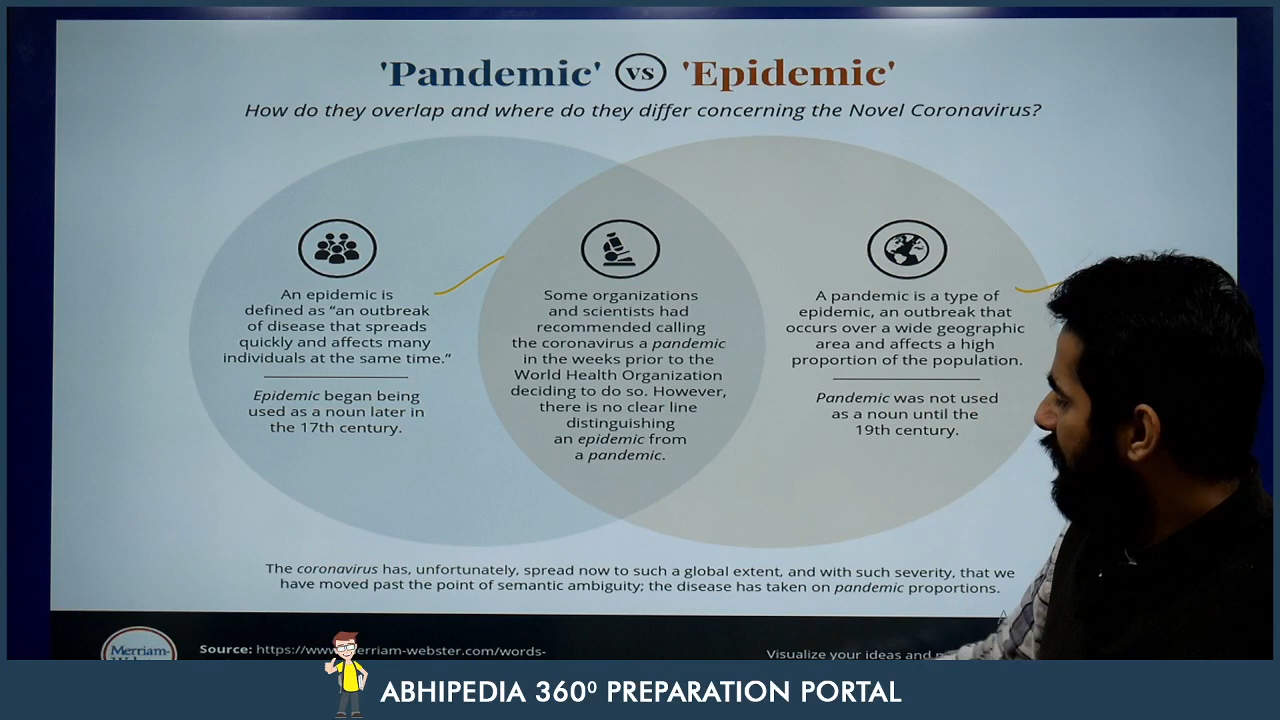 'Pandemic' vs 'Epidemic'
How do they overlap and where do they differ concerning the Novel Coronavirus?
An epidemic is
defined as “an outbreak
of disease that spreads
quickly and affects many
individuals at the same time.”
Epidemic began being
used as a noun later in
the 17th century.
Some organizations
and scientists had
recommended calling
the coronavirus a pandemic
in the weeks prior to the
World Health Organization
deciding to do so. However,
there is no clear line
distinguishing
an epidemic from
a pandemic.
A pandemic is a type of
epidemic, an outbreak that
occurs over a wide geographic
area and affects a high
proportion of the population.
Pandemic was not used
as a noun until the
19th century.
The coronavirus has, unfortunately, spread now to such a global extent, and with such severity, that we
have moved past the point of semantic ambiguity; the disease has taken on pandemic proportions.
Merriam-
Source: https://www erriam-webster.com/words-
Visualize your ideas and
ABHIPEDIA 360⁰ PREPARATION PORTAL